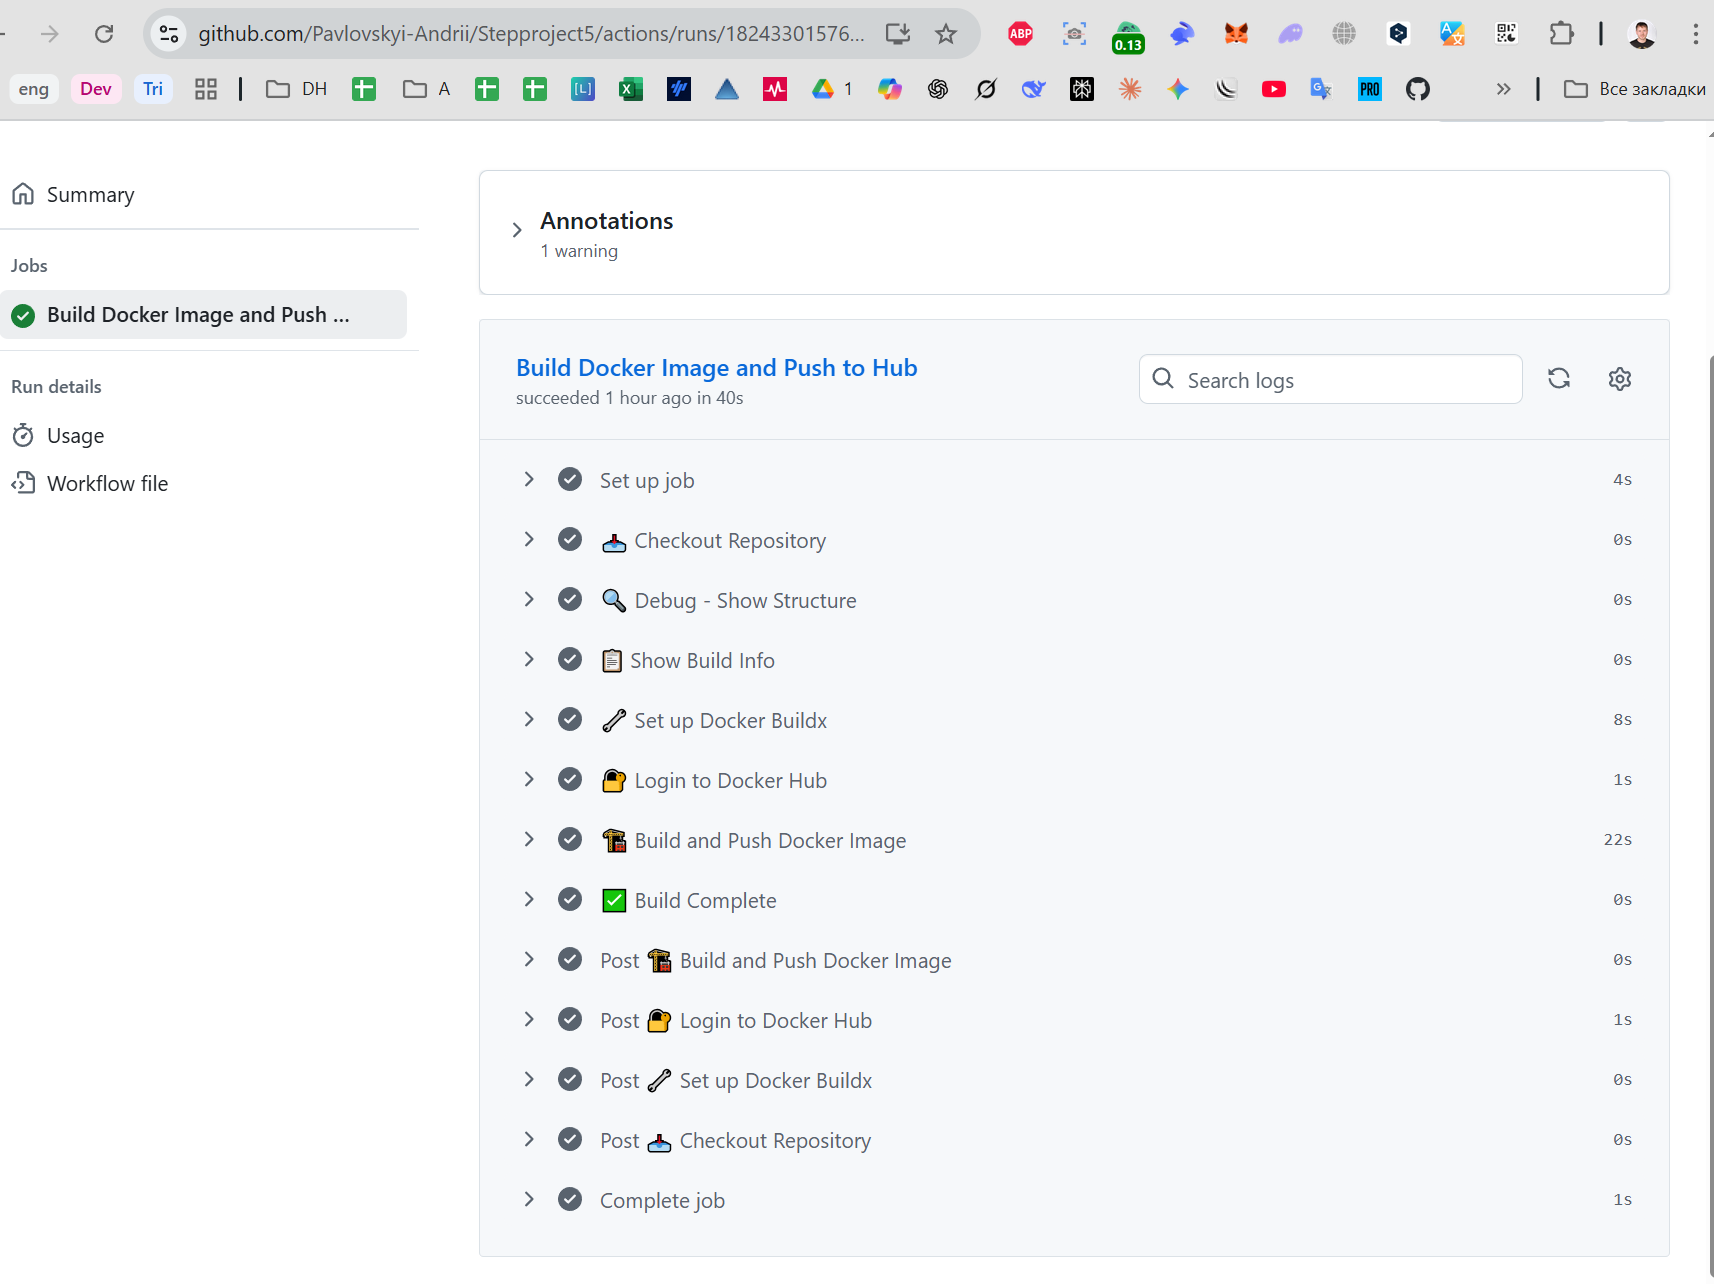 github.com/Pavlovskyi-Andrii/Stepproject5/actions/runs/18243301576...
ABP
0.13
eng
Dev
Tri
DH
A
[L]
1
PRO
Все закладки
Summary
Jobs
Build Docker Image and Push ...
Run details
Usage
Workflow file
Annotations
1 warning
Build Docker Image and Push to Hub
succeeded 1 hour ago in 40s
Search logs
Set up job 4s
Checkout Repository 0s
Debug - Show Structure 0s
Show Build Info 0s
Set up Docker Buildx 8s
Login to Docker Hub 1s
Build and Push Docker Image 22s
Build Complete 0s
Post Build and Push Docker Image 0s
Post Login to Docker Hub 1s
Post Set up Docker Buildx 0s
Post Checkout Repository 0s
Complete job 1s